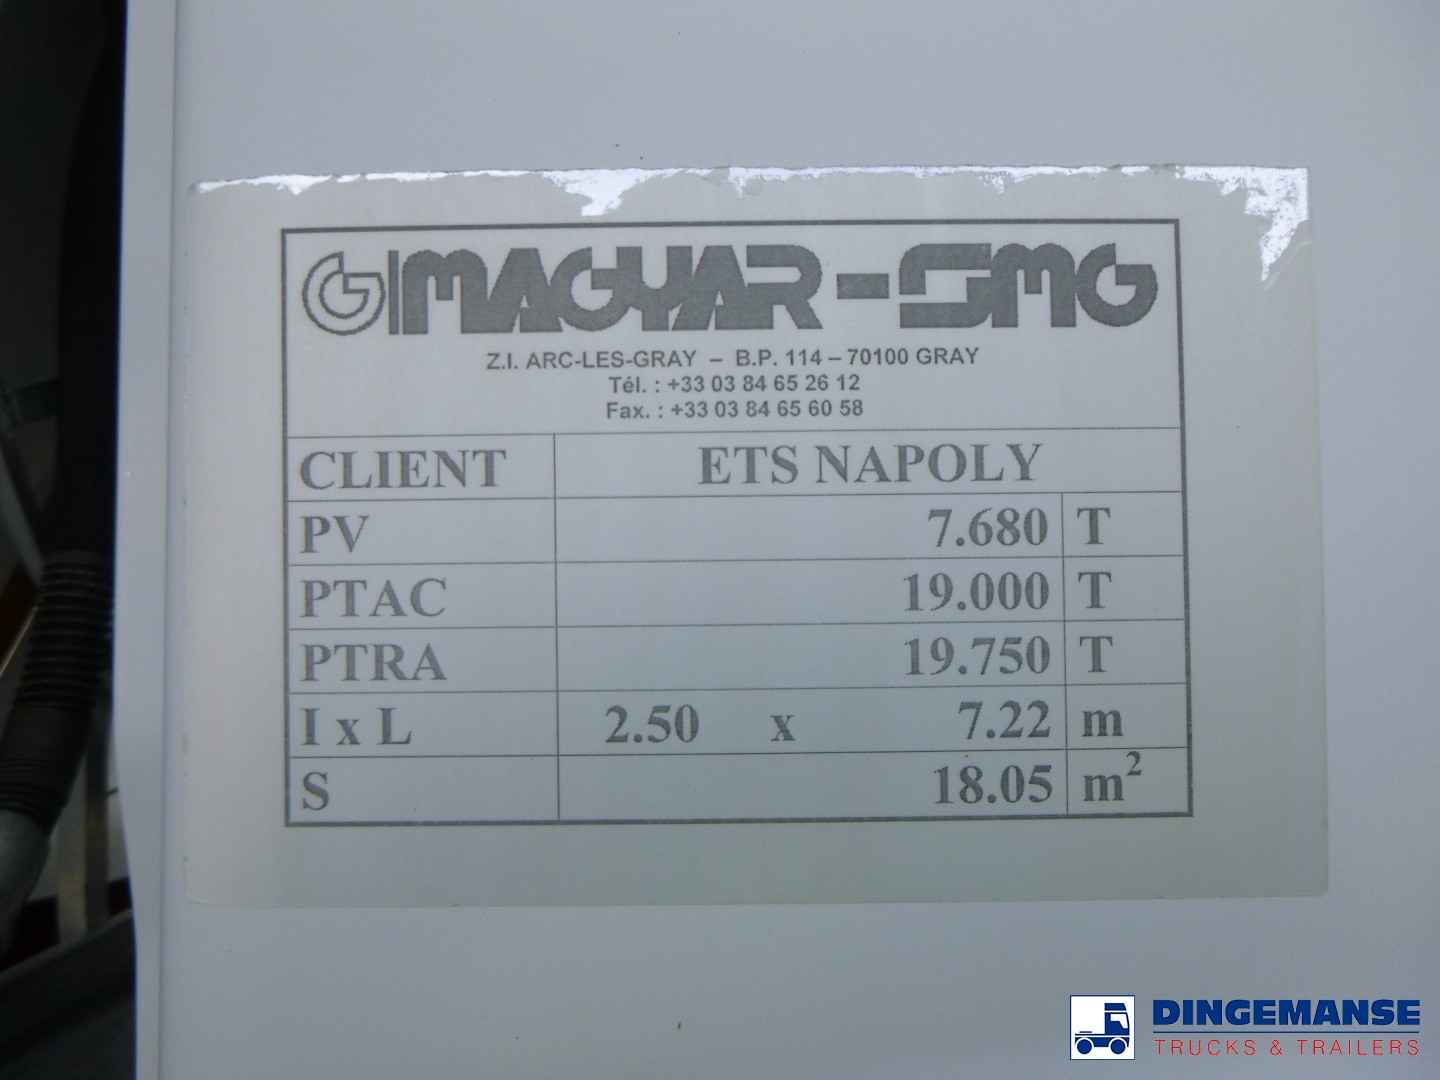 G MAGYAR-SMG
Z.I. ARC-LES-GRAY – B.P. 114 – 70100 GRAY
Tél. : +33 03 84 65 26 12
Fax. : +33 03 84 65 60 58
CLIENT ETS NAPOLY
PV 7.680 T
PTAC 19.000 T
PTRA 19.750 T
I x L 2.50 x 7.22 m
S 18.05 m²
DINGEMANSE
TRUCKS & TRAILERS